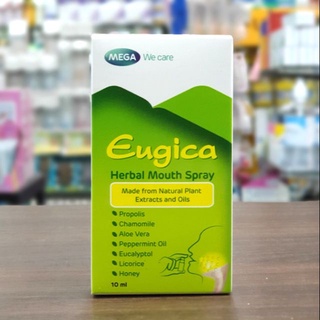 MEGA We care
Eugica
Herbal Mouth Spray
Made from Natural Plant
Extracts and Oils
Propolis
Chamomile
Aloe Vera
Peppermint Oil
Eucalyptol
Licorice
Honey
10 ml